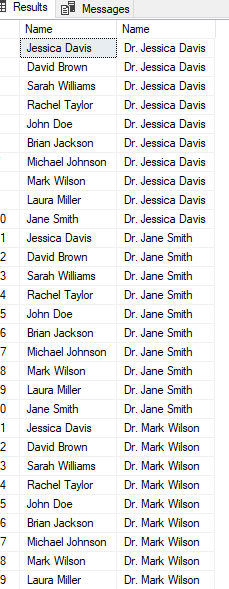 Results Messages
Name Name
Jessica Davis Dr. Jessica Davis
David Brown Dr. Jessica Davis
Sarah Williams Dr. Jessica Davis
Rachel Taylor Dr. Jessica Davis
John Doe Dr. Jessica Davis
Brian Jackson Dr. Jessica Davis
Michael Johnson Dr. Jessica Davis
Mark Wilson Dr. Jessica Davis
Laura Miller Dr. Jessica Davis
0 Jane Smith Dr. Jessica Davis
1 Jessica Davis Dr. Jane Smith
2 David Brown Dr. Jane Smith
3 Sarah Williams Dr. Jane Smith
4 Rachel Taylor Dr. Jane Smith
5 John Doe Dr. Jane Smith
6 Brian Jackson Dr. Jane Smith
7 Michael Johnson Dr. Jane Smith
8 Mark Wilson Dr. Jane Smith
9 Laura Miller Dr. Jane Smith
0 Jane Smith Dr. Jane Smith
1 Jessica Davis Dr. Mark Wilson
2 David Brown Dr. Mark Wilson
3 Sarah Williams Dr. Mark Wilson
4 Rachel Taylor Dr. Mark Wilson
5 John Doe Dr. Mark Wilson
6 Brian Jackson Dr. Mark Wilson
7 Michael Johnson Dr. Mark Wilson
8 Mark Wilson Dr. Mark Wilson
9 Laura Miller Dr. Mark Wilson